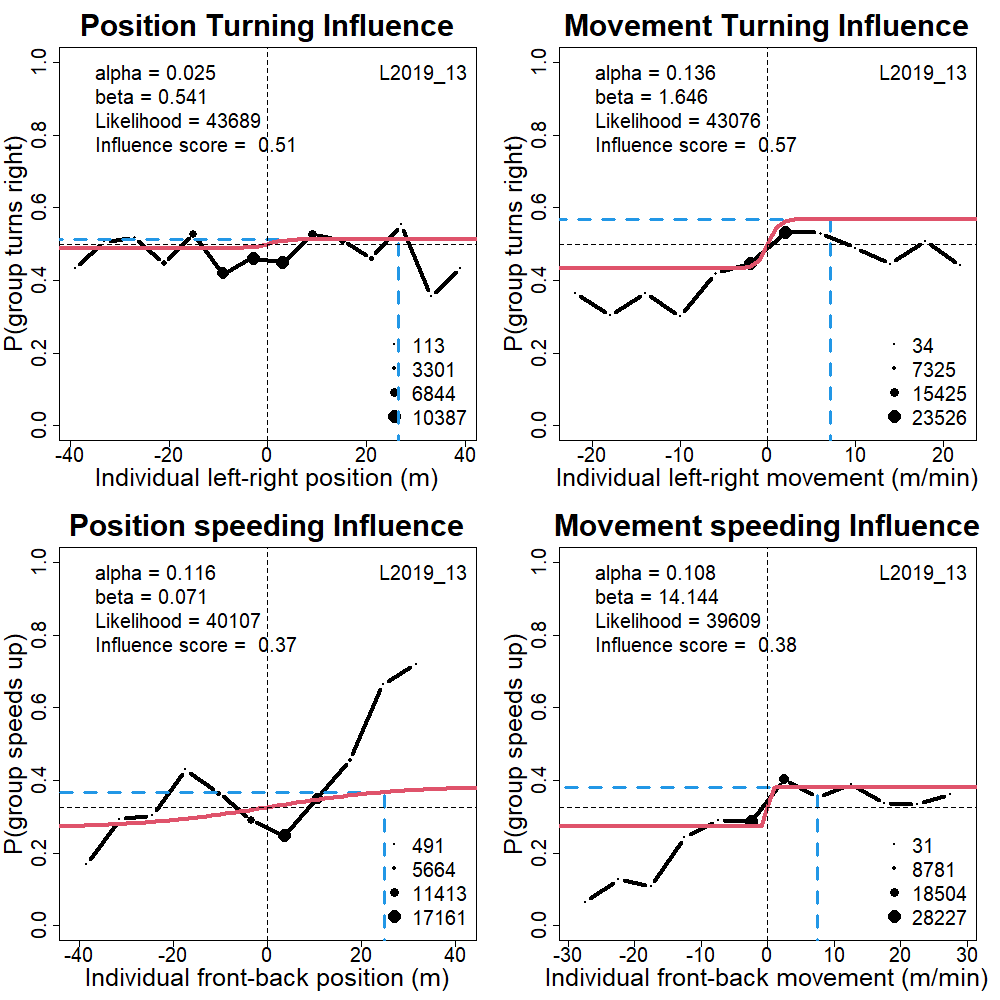 Position Turning Influence
alpha = 0.025
L2019_13
beta = 0.541
Likelihood = 43689
Influence score =  0.51
P(group turns right)
0.0
0.2
0.4
0.6
0.8
1.0
113
3301
6844
10387
-40
-20
0
20
40
Individual left-right position (m)
Movement Turning Influence
alpha = 0.136
L2019_13
beta = 1.646
Likelihood = 43076
Influence score =  0.57
P(group turns right)
0.0
0.2
0.4
0.6
0.8
1.0
34
7325
15425
23526
-20
-10
0
10
20
Individual left-right movement (m/min)
Position speeding Influence
alpha = 0.116
L2019_13
beta = 0.071
Likelihood = 40107
Influence score =  0.37
P(group speeds up)
0.0
0.2
0.4
0.6
0.8
1.0
491
5664
11413
17161
-40
-20
0
20
40
Individual front-back position (m)
Movement speeding Influence
alpha = 0.108
L2019_13
beta = 14.144
Likelihood = 39609
Influence score =  0.38
P(group speeds up)
0.0
0.2
0.4
0.6
0.8
1.0
31
8781
18504
28227
-30
-20
-10
0
10
20
30
Individual front-back movement (m/min)